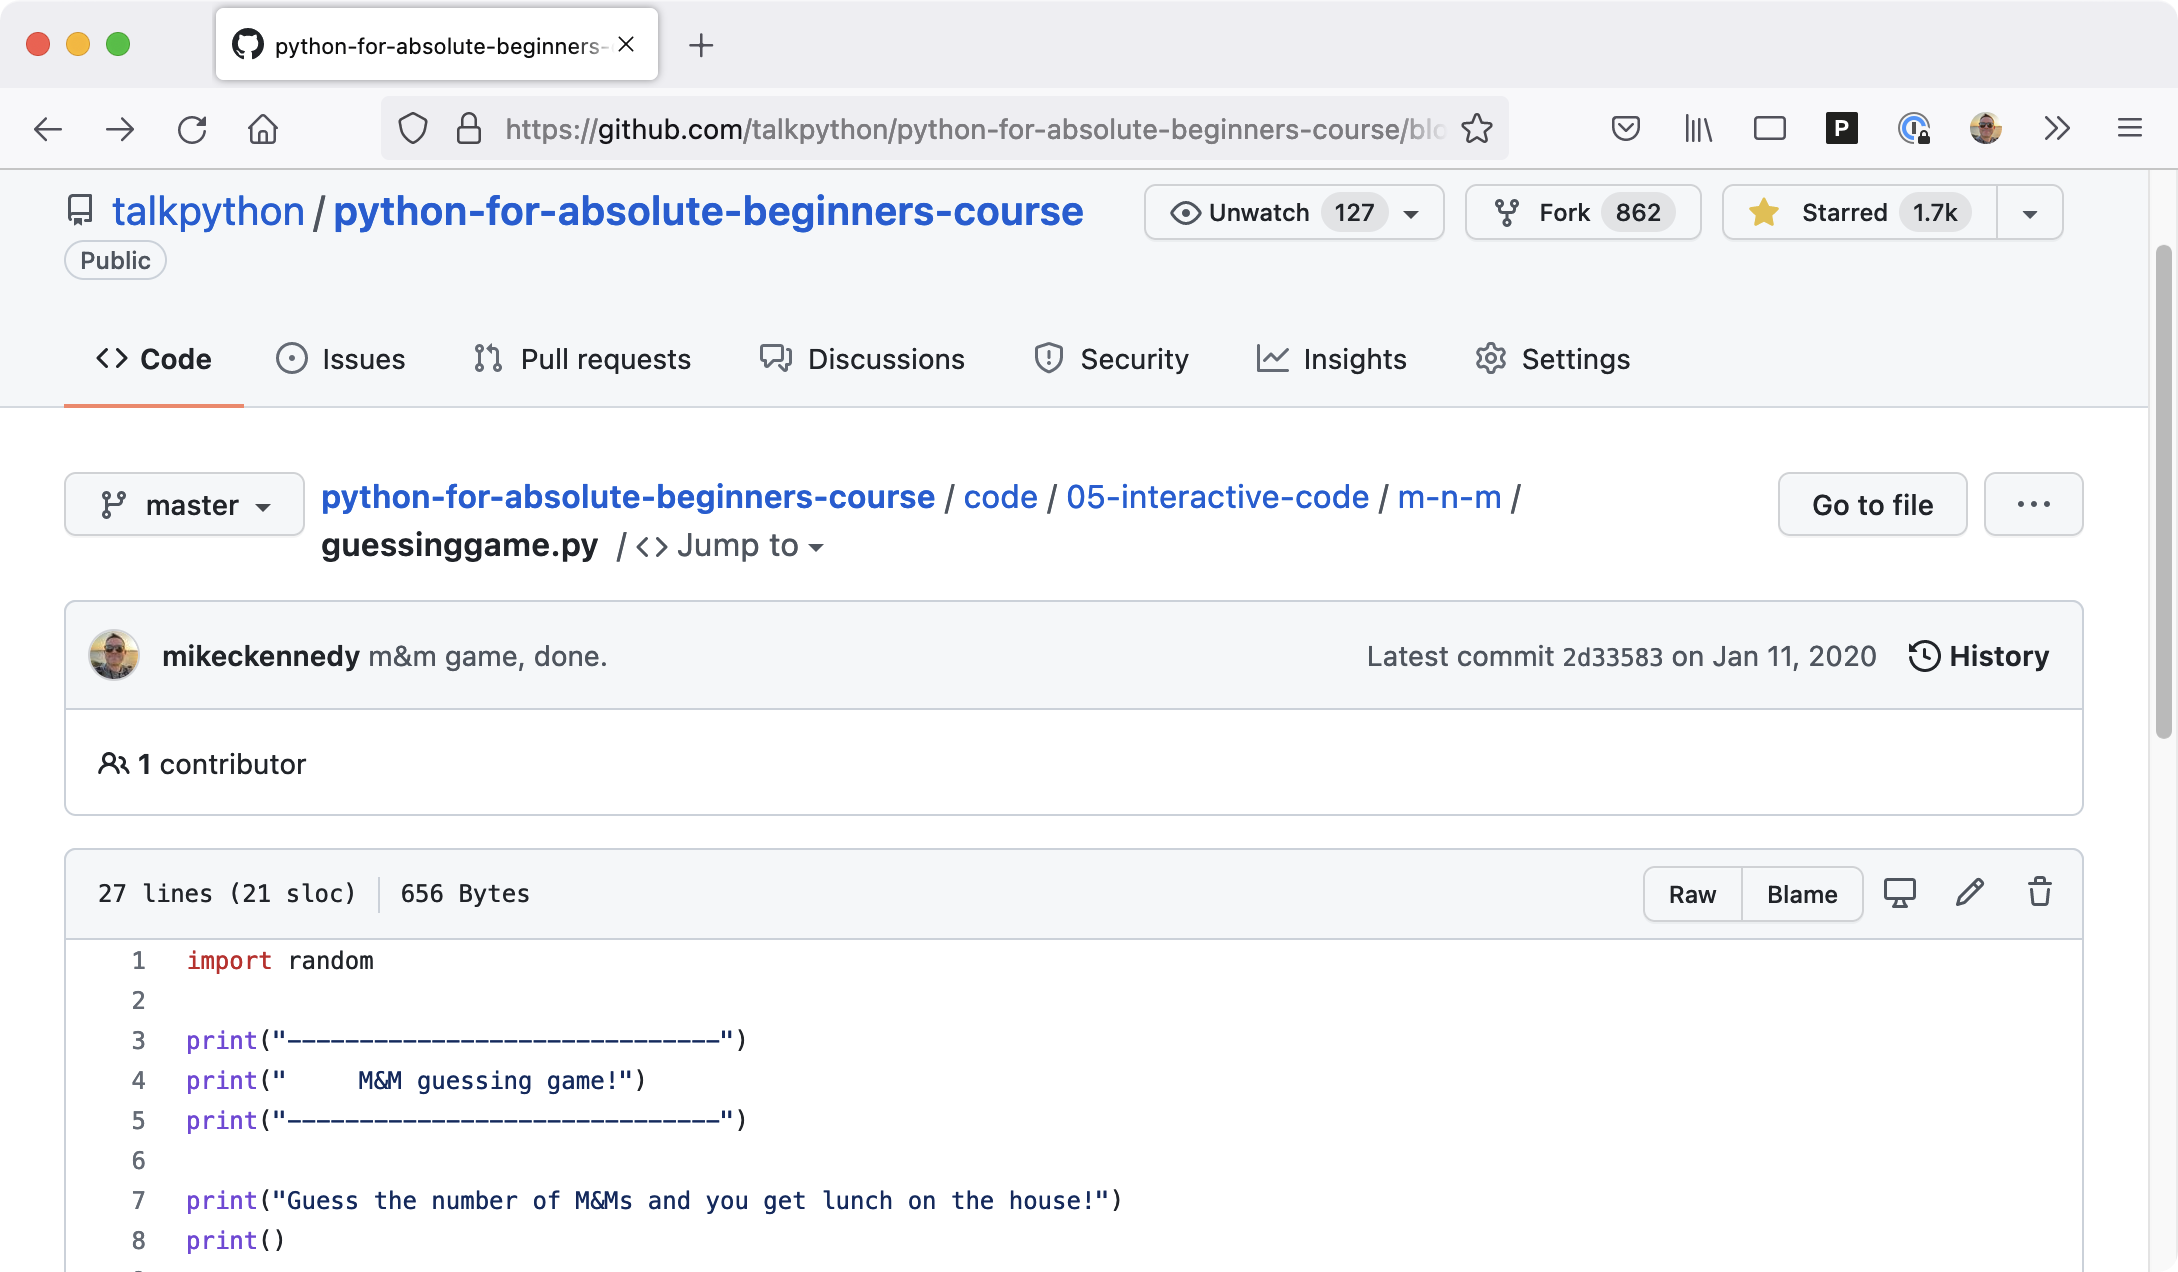 python-for-absolute-beginners-
https://github.com/talkpython/python-for-absolute-beginners-course/blo
P
talkpython / python-for-absolute-beginners-course
Unwatch 127
Fork 862
Starred 1.7k
Public
Code Issues Pull requests Discussions Security Insights Settings
master
python-for-absolute-beginners-course / code / 05-interactive-code / m-n-m /
guessinggame.py / <> Jump to
Go to file
...
mikeckennedy m&m game, done.
Latest commit 2d33583 on Jan 11, 2020
History
1 contributor
27 lines (21 sloc) 656 Bytes
Raw Blame
1 import random
2
3 print("------------------------------")
4 print("     M&M guessing game!")
5 print("------------------------------")
6
7 print("Guess the number of M&Ms and you get lunch on the house!")
8 print()